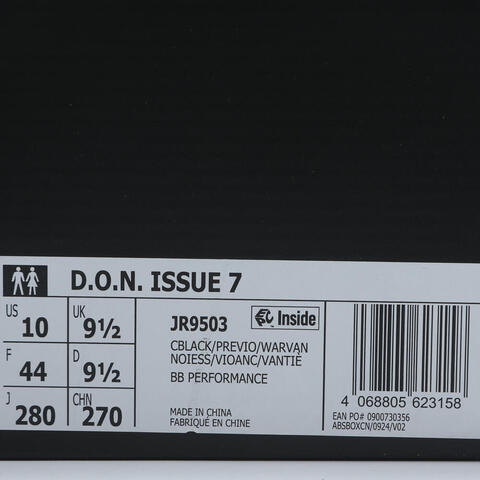 D.O.N. ISSUE 7
US 10 UK 9½
F 44 D 9½
J 280 CHN 270
JR9503 Inside
CBLACK/PREVIO/WARVAN
NOIESS/VIOANC/VANTIÉ
BB PERFORMANCE
MADE IN CHINA
FABRIQUÉ EN CHINE
4 068805 623158
EAN PO# 0900730356
ABSBOXCN/0924/V02